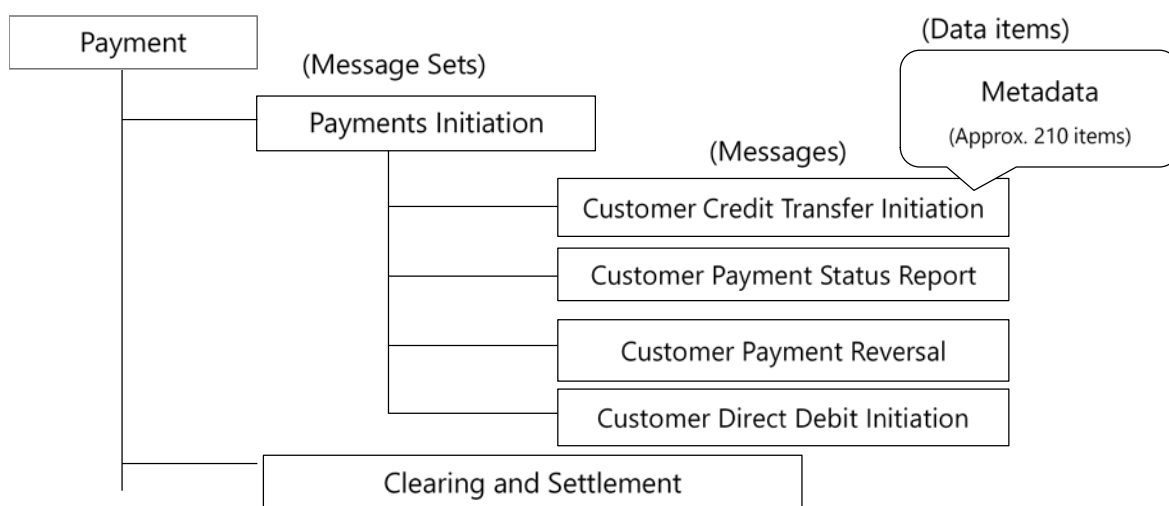 Payment
(Data items)
(Message Sets)
Metadata
(Approx. 210 items)
Payments Initiation
(Messages)
Customer Credit Transfer Initiation
Customer Payment Status Report
Customer Payment Reversal
Customer Direct Debit Initiation
Clearing and Settlement